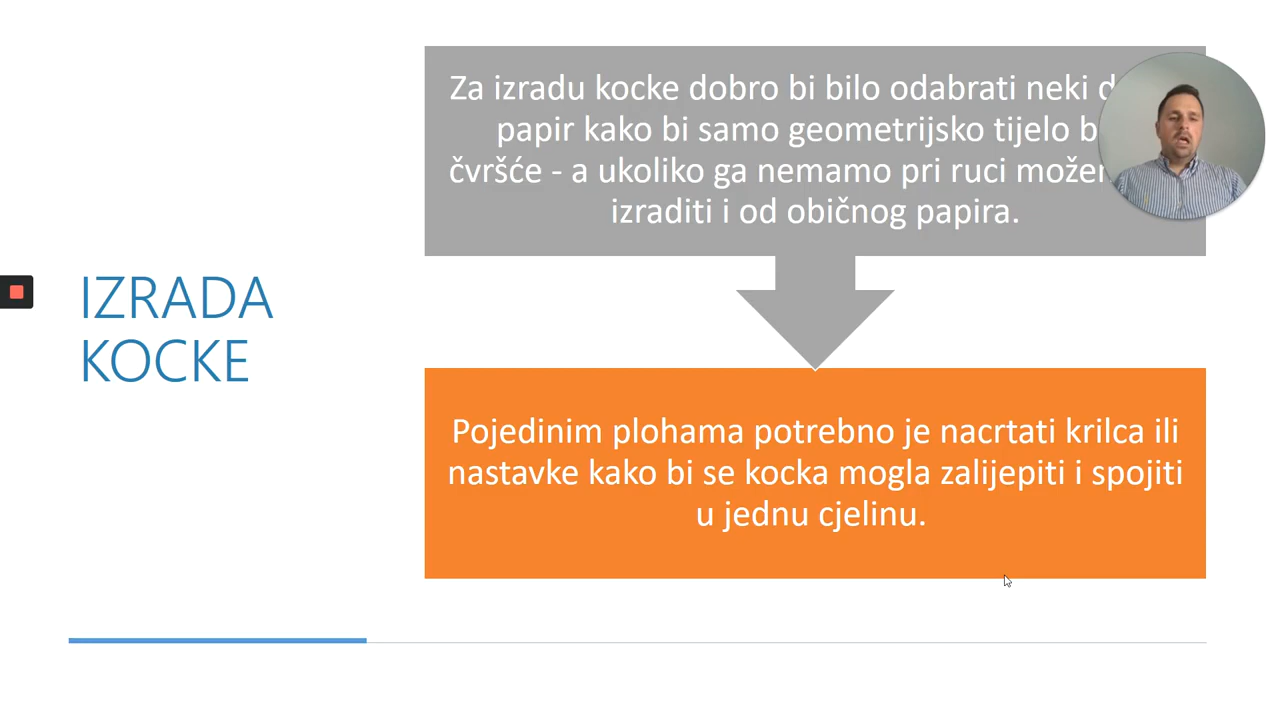 IZRADA
KOCKE
Za izradu kocke dobro bi bilo odabrati neki
papir kako bi samo geometrijsko tijelo
čvršće - a ukoliko ga nemamo pri ruci
izraditi i od običnog papira.
Pojedinim plohama potrebno je nacrtati krilca ili
nastavke kako bi se kocka mogla zalijepiti i spojiti
u jednu cjelinu.